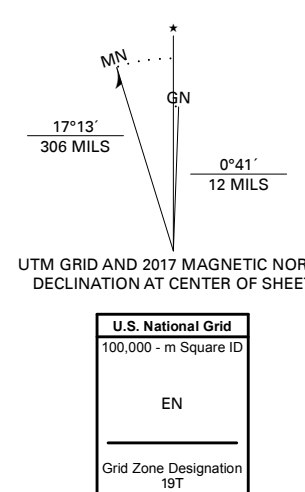 ★
MN
GN
17°13´
306 MILS
0°41´
12 MILS
UTM GRID AND 2017 MAGNETIC NOR
DECLINATION AT CENTER OF SHEET
U.S. National Grid
100,000 - m Square ID
EN
Grid Zone Designation
19T